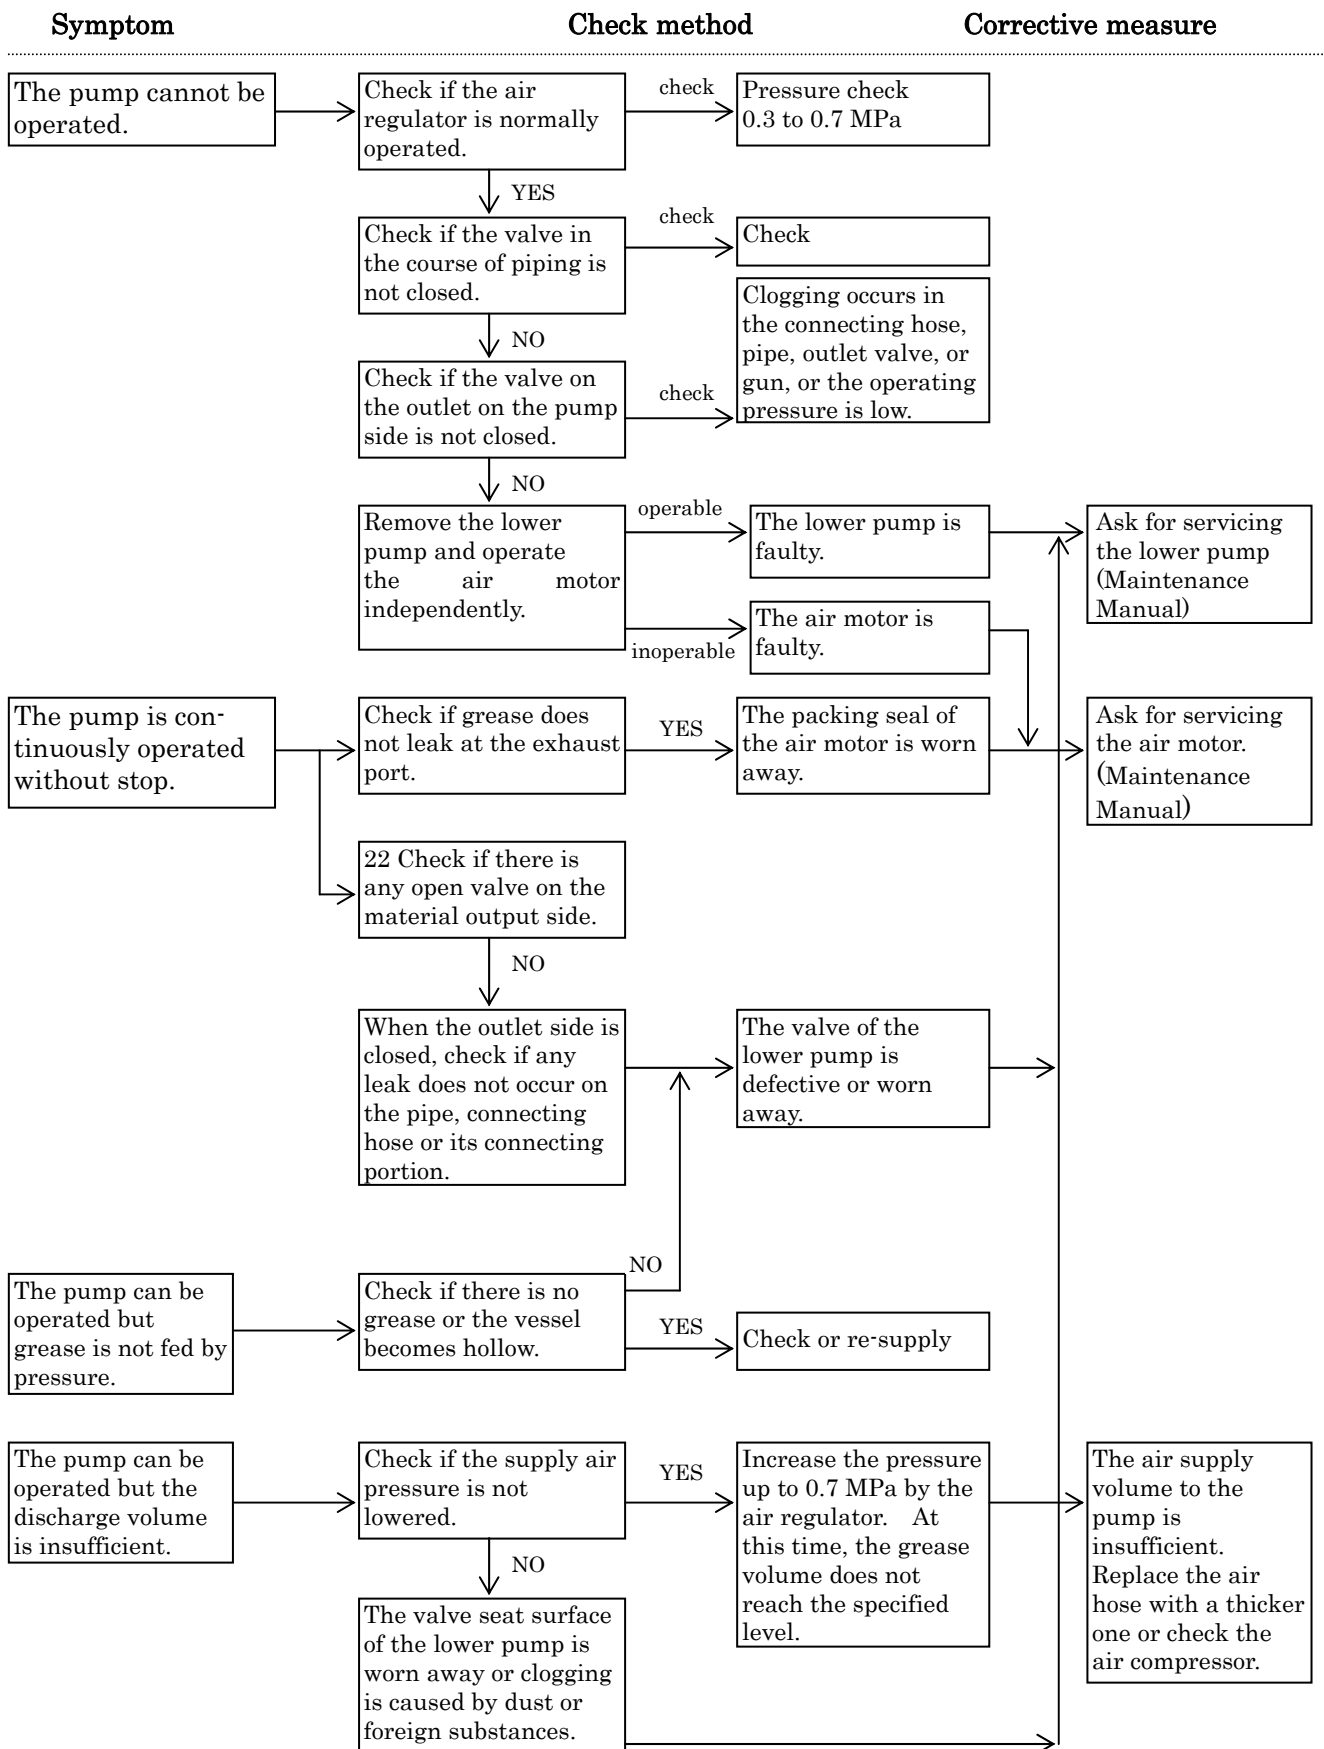 Symptom
Check method
Corrective measure
The pump cannot be
operated.
Check if the air
regulator is normally
operated.
check
Pressure check
0.3 to 0.7 MPa
YES
Check if the valve in
the course of piping is
not closed.
check
Check
NO
Check if the valve on
the outlet on the pump
side is not closed.
check
Clogging occurs in
the connecting hose,
pipe, outlet valve, or
gun, or the operating
pressure is low.
NO
Remove the lower
pump and operate
the air motor
independently.
operable
The lower pump is
faulty.
Ask for servicing
the lower pump
(Maintenance
Manual)
inoperable
The air motor is
faulty.
The pump is con-
tinuously operated
without stop.
Check if grease does
not leak at the exhaust
port.
YES
The packing seal of
the air motor is worn
away.
Ask for servicing
the air motor.
(Maintenance
Manual)
22 Check if there is
any open valve on the
material output side.
NO
When the outlet side is
closed, check if any
leak does not occur on
the pipe, connecting
hose or its connecting
portion.
The valve of the
lower pump is
defective or worn
away.
The pump can be
operated but
grease is not fed by
pressure.
Check if there is no
grease or the vessel
becomes hollow.
NO
YES
Check or re-supply
The pump can be
operated but the
discharge volume
is insufficient.
Check if the supply air
pressure is not
lowered.
YES
Increase the pressure
up to 0.7 MPa by the
air regulator. At
this time, the grease
volume does not
reach the specified
level.
The air supply
volume to the
pump is
insufficient.
Replace the air
hose with a thicker
one or check the
air compressor.
NO
The valve seat surface
of the lower pump is
worn away or clogging
is caused by dust or
foreign substances.